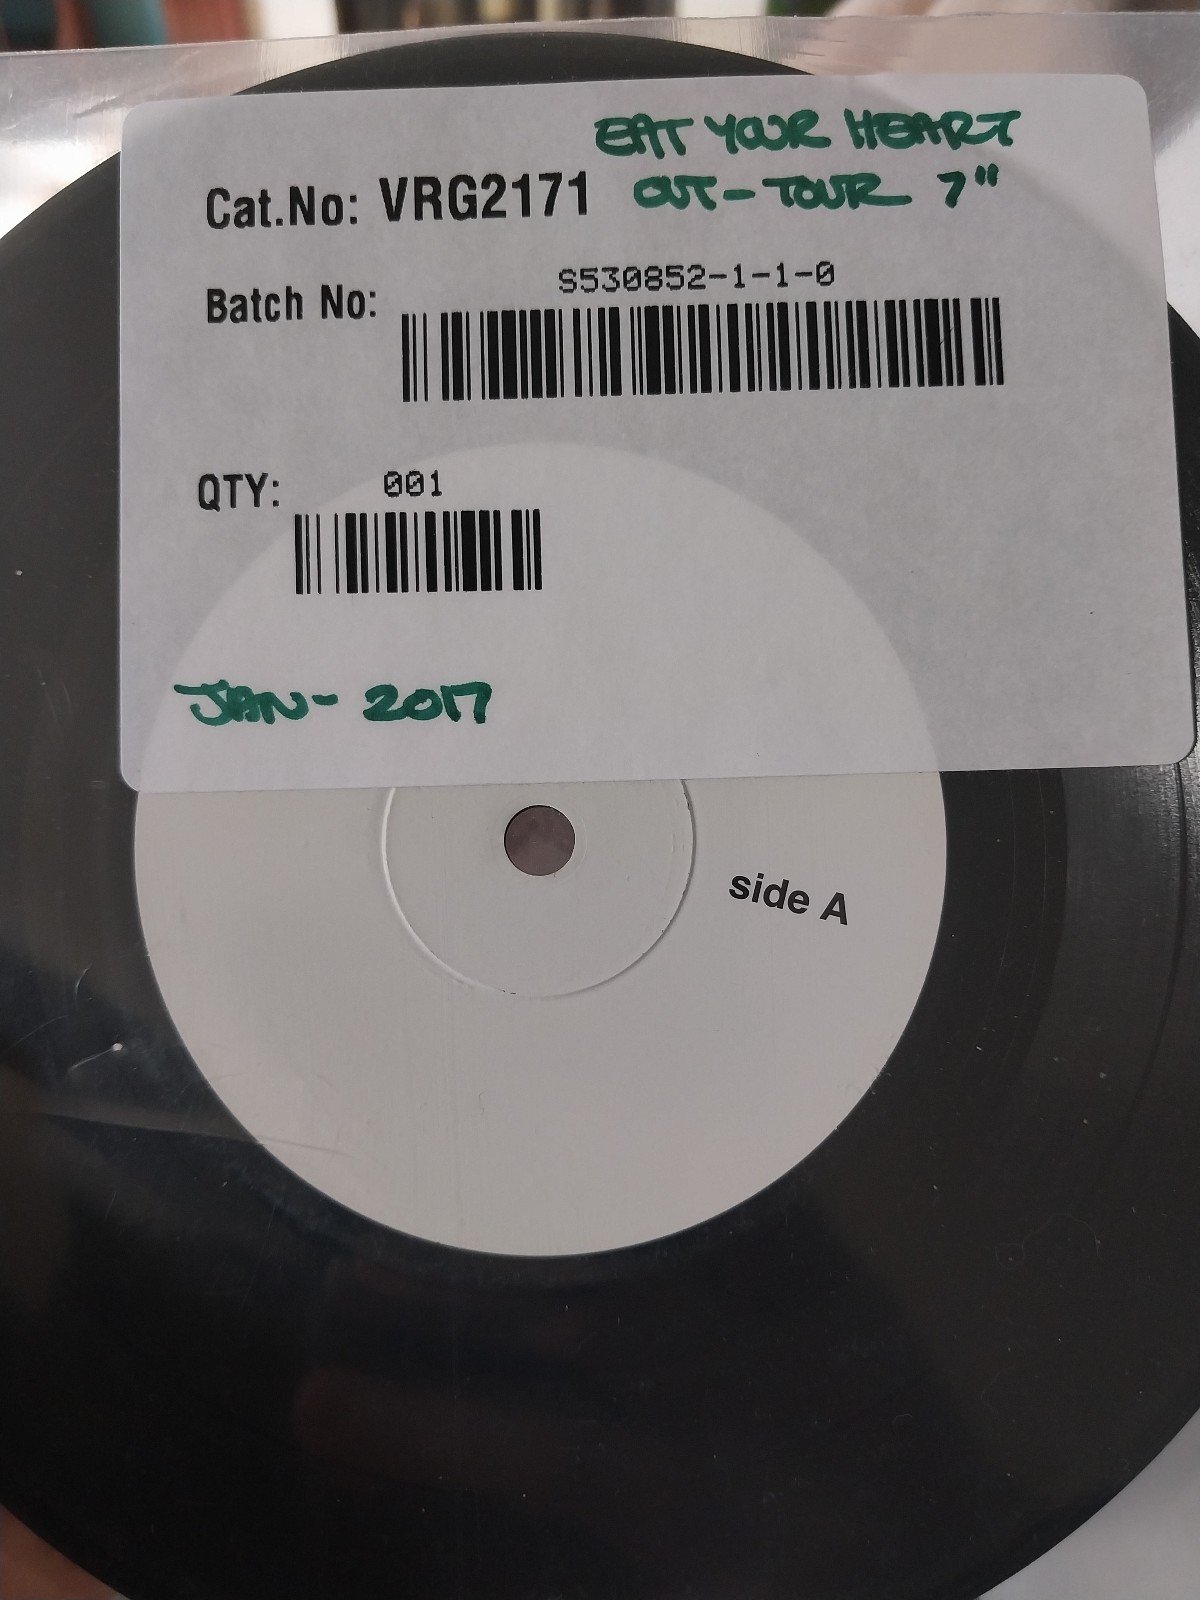 EAT YOUR HEART
Cat.No: VRG2171 OUT - TOUR 7"
S530852-1-1-0
Batch No:
QTY: 001
JAN - 2017
side A